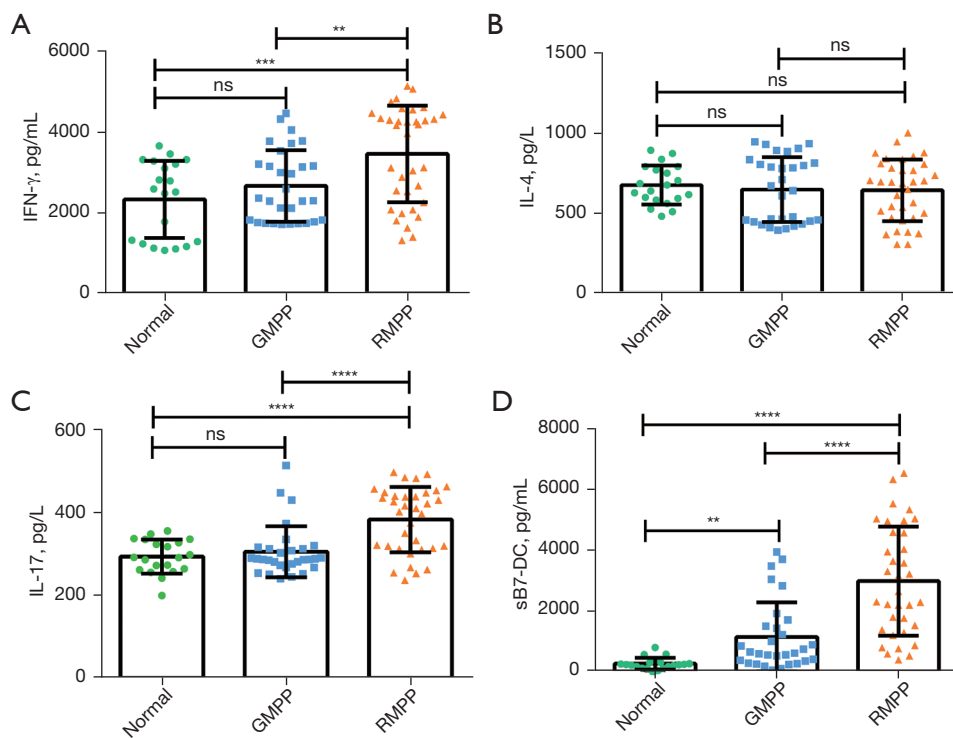 A
IFN-γ, pg/mL
6000
4000
2000
0
**
***
ns
Normal
GMPP
RMPP
B
IL-4, pg/L
1500
1000
500
0
ns
ns
ns
Normal
GMPP
RMPP
C
IL-17, pg/L
600
400
200
0
****
****
ns
Normal
GMPP
RMPP
D
sB7-DC, pg/mL
8000
6000
4000
2000
0
****
****
**
Normal
GMPP
RMPP